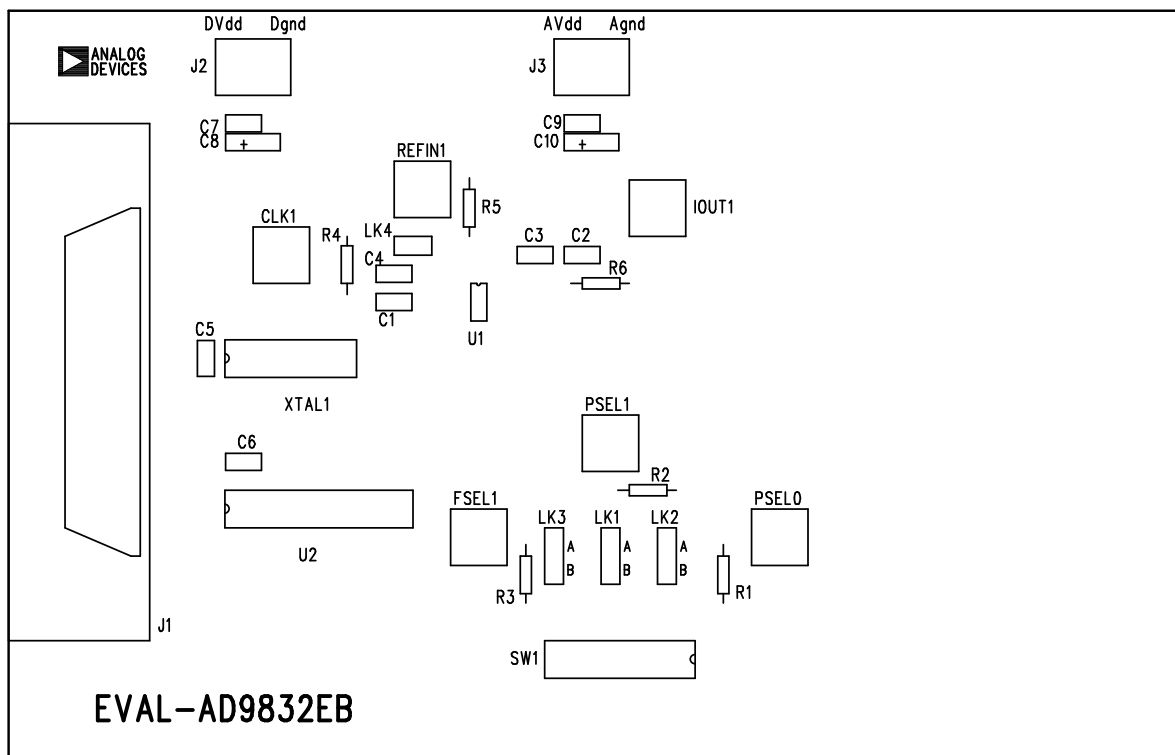 DVdd Dgnd
AVdd Agnd
ANALOG
DEVICES
J2
J3
C7
C8 +
C9
C10 +
REFIN1
R5
IOUT1
CLK1
R4
LK4
C3
C2
C4
R6
C1
U1
C5
XTAL1
PSEL1
C6
R2
FSEL1
PSEL0
LK3
LK1
LK2
A
A
A
B
B
B
U2
R3
R1
J1
SW1
EVAL-AD9832EB